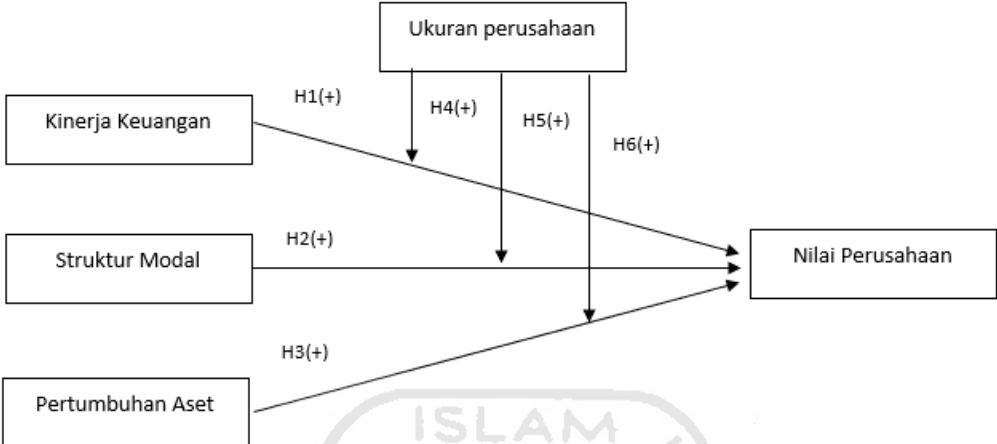 Ukuran perusahaan
H1(+)
H4(+)
Kinerja Keuangan
H5(+)
H6(+)
H2(+)
Struktur Modal
Nilai Perusahaan
H3(+)
Pertumbuhan Aset
ISLAM